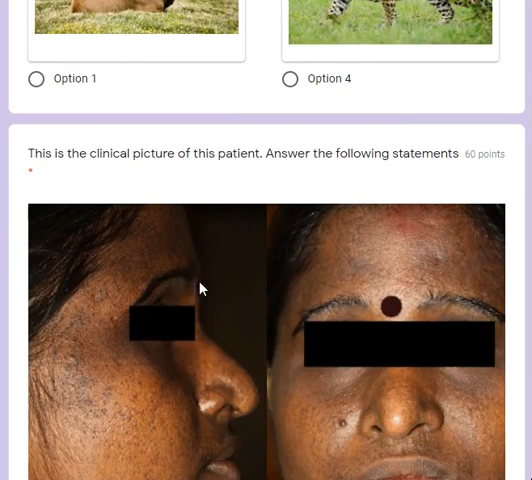 Option 1
Option 4
This is the clinical picture of this patient. Answer the following statements 60 points
*